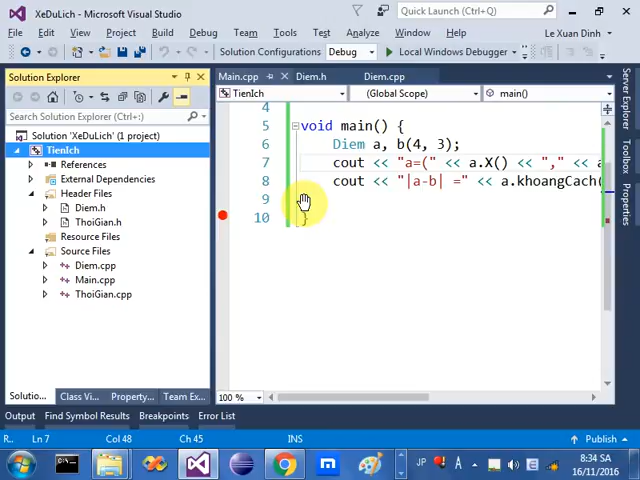 XeDuLich - Microsoft Visual Studio
Quick Launch (Ctrl+Q)
File Edit View Project Build Debug Team Tools Test Analyze Window Help Le Xuan Dinh
Solution Configurations Debug Local Windows Debugger
Solution Explorer
Search Solution Explorer (Ctrl+;)
Solution 'XeDuLich' (1 project)
TienIch
References
External Dependencies
Header Files
Diem.h
ThoiGian.h
Resource Files
Source Files
Diem.cpp
Main.cpp
ThoiGian.cpp
Solutio... Class Vi... Property... Team Ex...
Main.cpp Diem.h Diem.cpp
TienIch (Global Scope) main()
4
5 void main() {
6 Diem a, b(4, 3);
7 cout << "a=(" << a.X() << "," << a
8 cout << "|a-b| =" << a.khoangCach(
9
10 }
100 %
Notifications
Properties
Output Find Symbol Results Breakpoints Error List
R.. Ln 7 Col 48 Ch 45 INS Publish
JP A 8:34 SA
16/11/2016